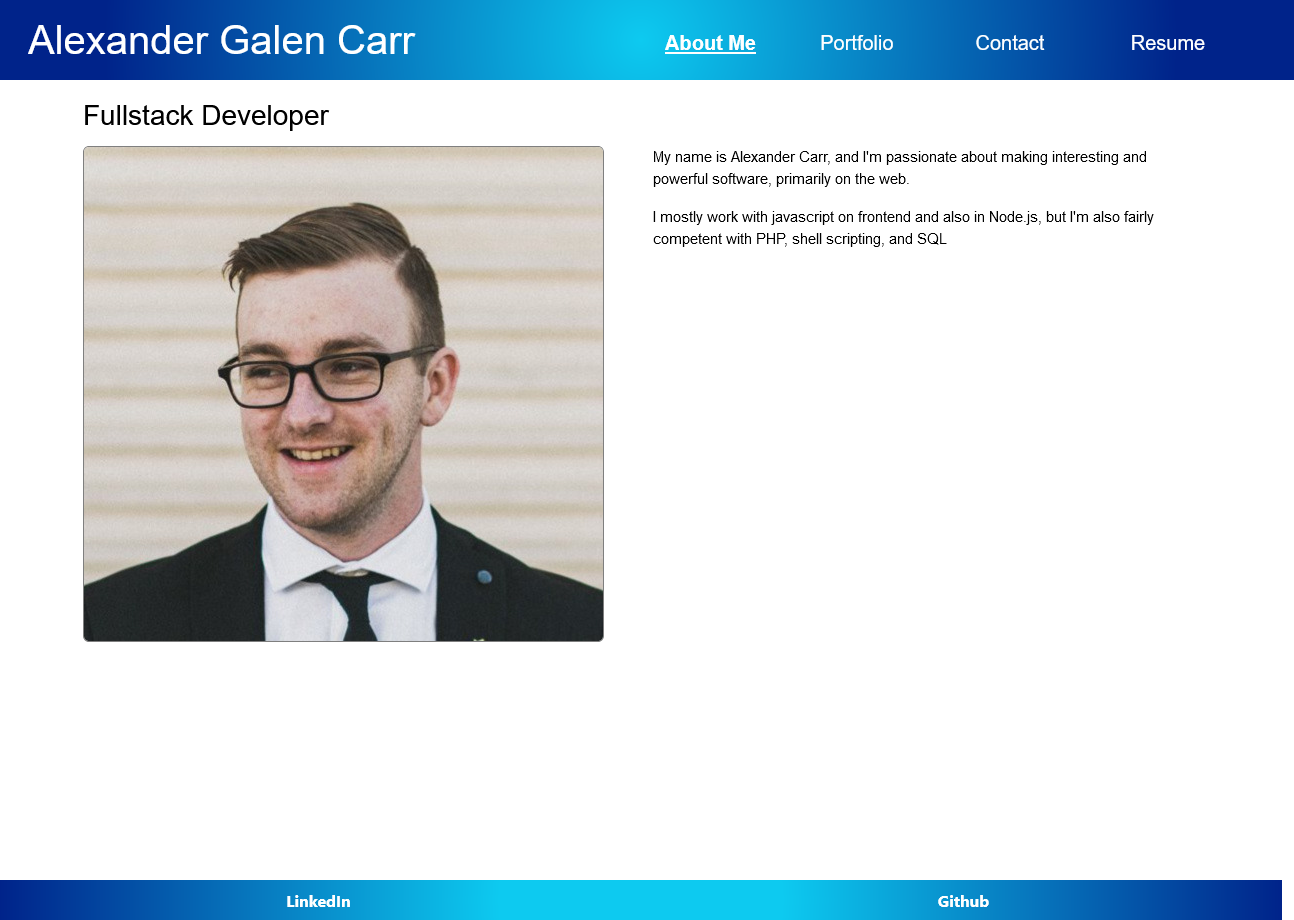 Alexander Galen Carr
About Me Portfolio Contact Resume
Fullstack Developer
My name is Alexander Carr, and I'm passionate about making interesting and
powerful software, primarily on the web.
I mostly work with javascript on frontend and also in Node.js, but I'm also fairly
competent with PHP, shell scripting, and SQL
LinkedIn Github